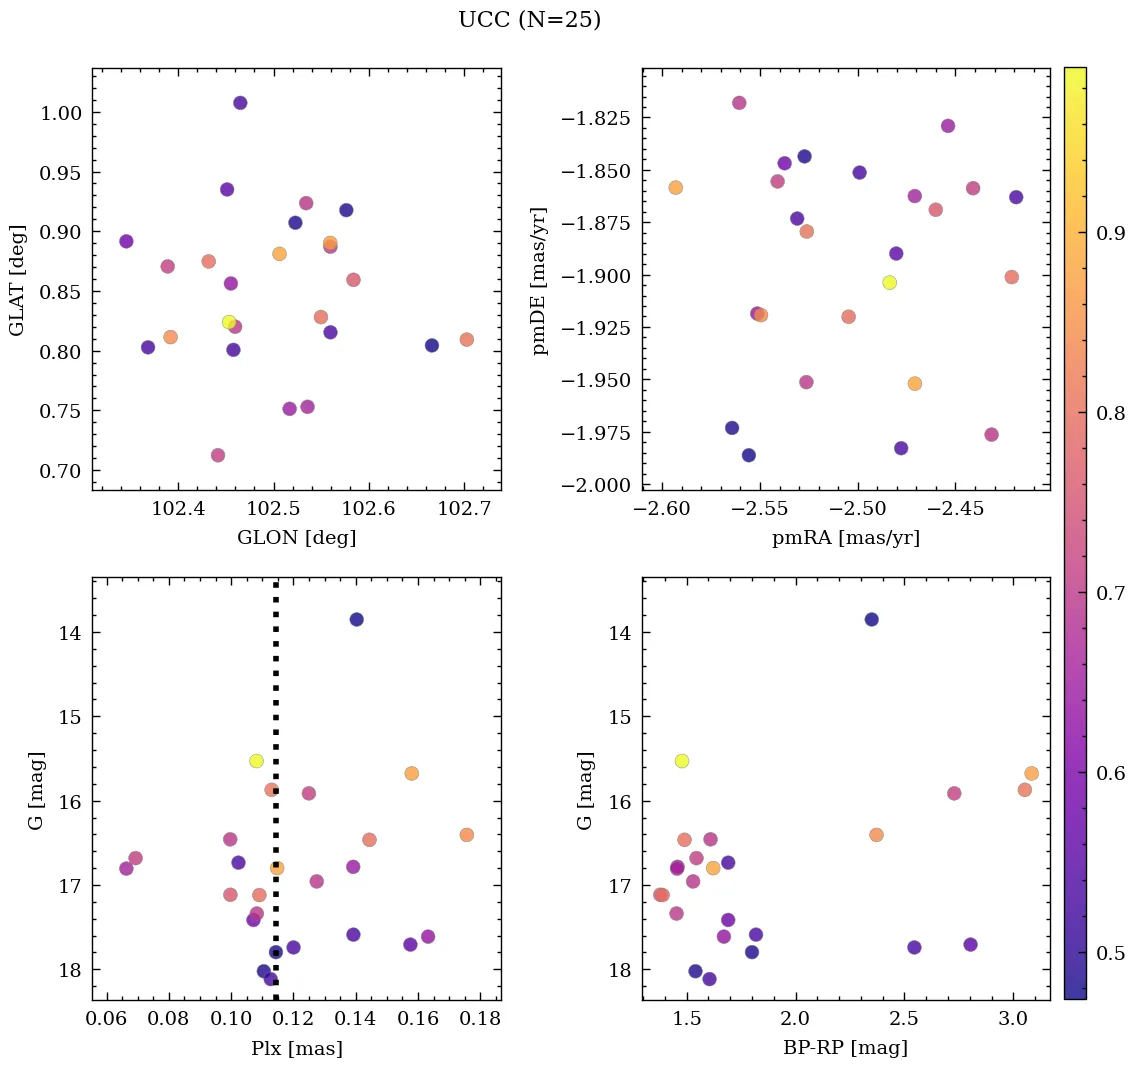 UCC (N=25)
1.00
0.95
0.90
0.85
0.80
0.75
0.70
GLAT [deg]
102.4 102.5 102.6 102.7
GLON [deg]
−1.825
−1.850
−1.875
−1.900
−1.925
−1.950
−1.975
−2.000
pmDE [mas/yr]
−2.60 −2.55 −2.50 −2.45
pmRA [mas/yr]
14
15
16
17
18
G [mag]
0.06 0.08 0.10 0.12 0.14 0.16 0.18
Plx [mas]
14
15
16
17
18
G [mag]
1.5 2.0 2.5 3.0
BP-RP [mag]
0.9
0.8
0.7
0.6
0.5